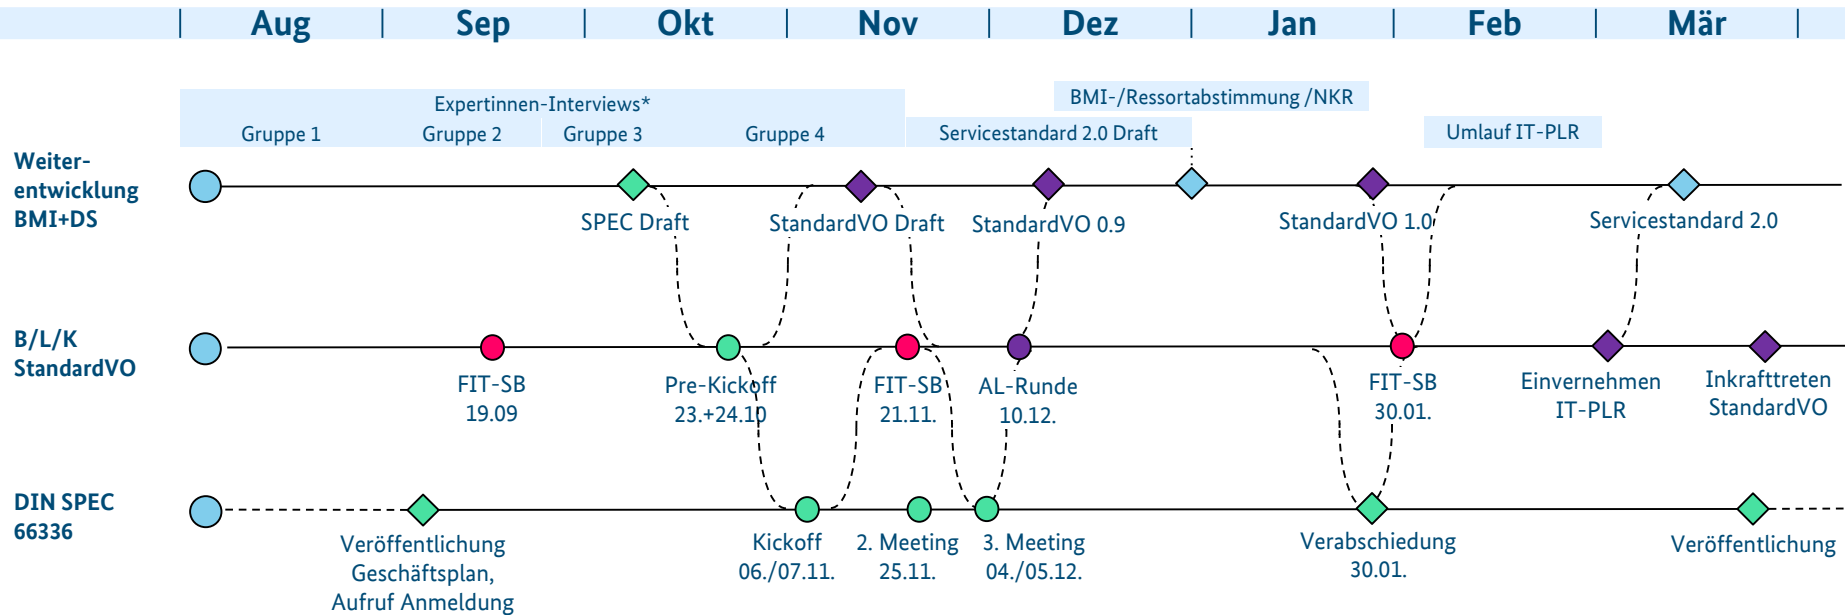 Aug Sep Okt Nov Dez Jan Feb Mär
Expertinnen-Interviews*
BMI-/Ressortabstimmung /NKR
Gruppe 1 Gruppe 2 Gruppe 3 Gruppe 4 Servicestandard 2.0 Draft Umlauf IT-PLR
Weiter-
entwicklung
BMI+DS
SPEC Draft StandardVO Draft StandardVO 0.9 StandardVO 1.0 Servicestandard 2.0
B/L/K
StandardVO
FIT-SB
19.09
Pre-Kickoff
23.+24.10
FIT-SB
21.11.
AL-Runde
10.12.
FIT-SB
30.01.
Einvernehmen
IT-PLR
Inkrafttreten
StandardVO
DIN SPEC
66336
Veröffentlichung
Geschäftsplan,
Aufruf Anmeldung
Kickoff
06./07.11.
2. Meeting
25.11.
3. Meeting
04./05.12.
Verabschiedung
30.01.
Veröffentlichung